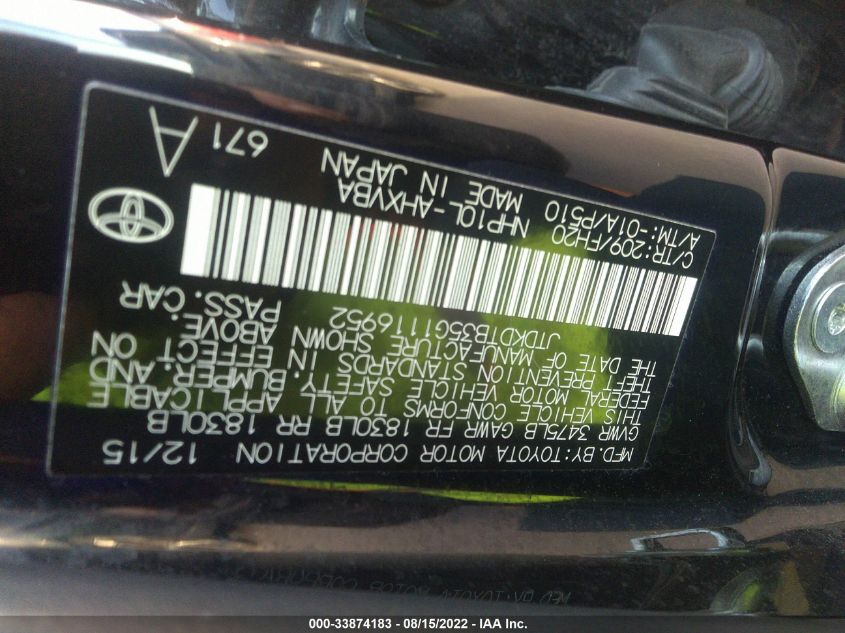 MFD. BY: TOYOTA MOTOR CORPORATION 12/15
GVWR 3475LB GAWR FR 1830LB RR 1830LB
THIS VEHICLE CONFORMS TO ALL APPLICABLE
FEDERAL MOTOR VEHICLE SAFETY, BUMPER, AND
THEFT PREVENTION STANDARDS IN EFFECT ON
THE DATE OF MANUFACTURE SHOWN ABOVE.
JTDKDTB35G1116952 PASS. CAR
C/TR: 209/FH20 NHP10L-AHXVBA
A/TM: -01A/P510 MADE IN JAPAN
671 A
000-33874183 - 08/15/2022 - IAA Inc.